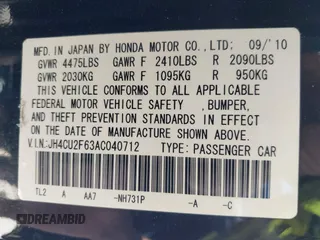 MFD. IN JAPAN BY HONDA MOTOR CO.,LTD: 09/'10
GVWR 4475LBS GAWR F 2410LBS R 2090LBS
GVWR 2030KG GAWR F 1095KG R 950KG
THIS VEHICLE CONFORMS TO ALL APPLICABLE
FEDERAL MOTOR VEHICLE SAFETY , BUMPER,
AND THEFT PREVENTION STANDARDS IN EFFECT
ON THE DATE OF MANUFACTURE SHOWN ABOVE.
V.I.N:JH4CU2F63AC040712 TYPE: PASSENGER CAR
TL2 A AA7 -NH731P -A -C
DREAMBID